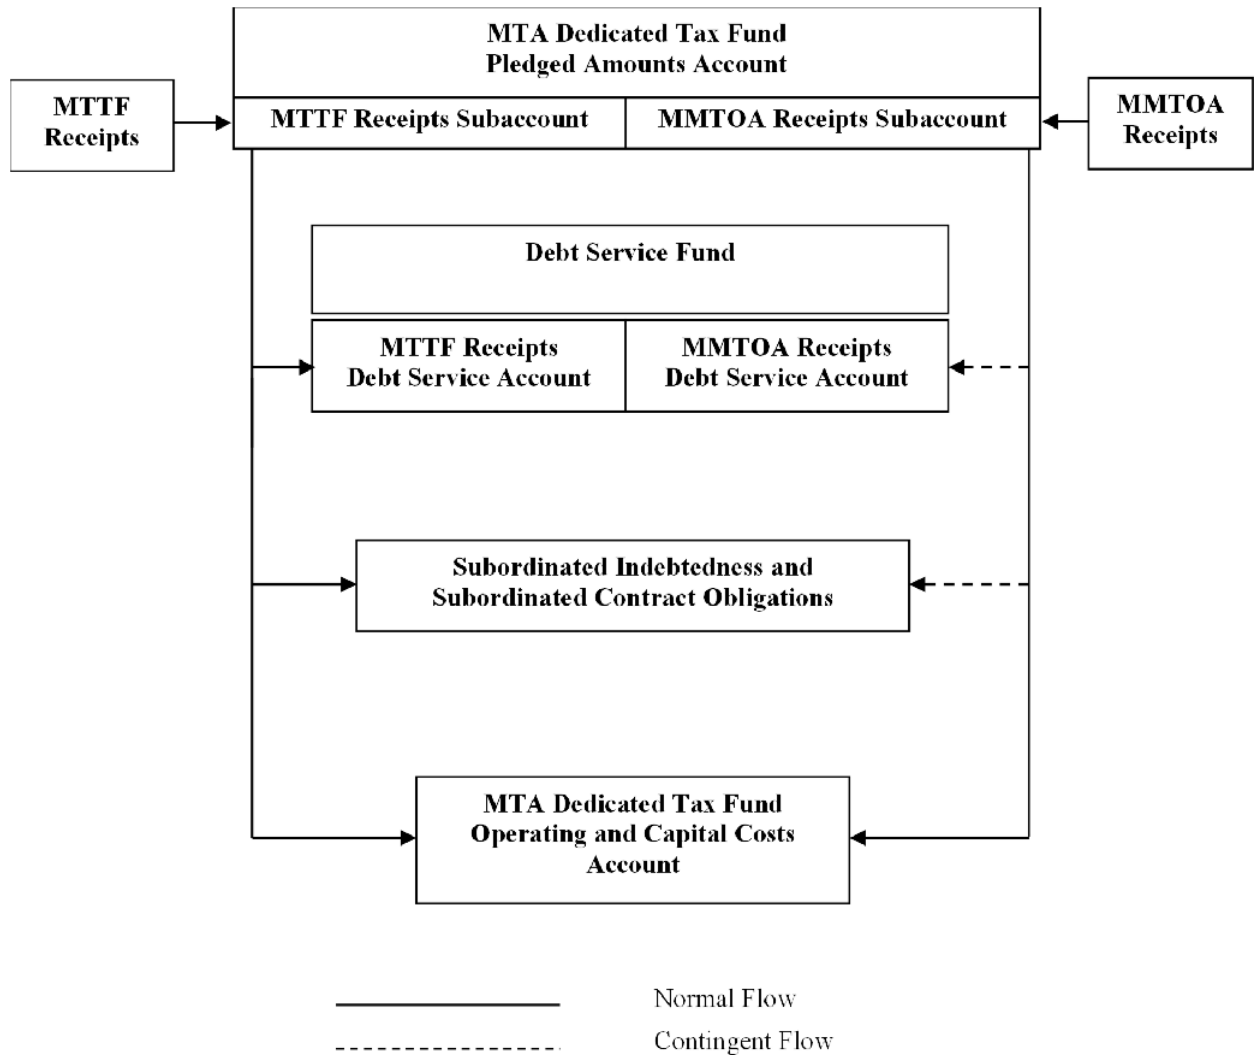 MTA Dedicated Tax Fund
Pledged Amounts Account
MTTF
Receipts
MTTF Receipts Subaccount
MMTOA Receipts Subaccount
MMTOA
Receipts
Debt Service Fund
MTTF Receipts
Debt Service Account
MMTOA Receipts
Debt Service Account
Subordinated Indebtedness and
Subordinated Contract Obligations
MTA Dedicated Tax Fund
Operating and Capital Costs
Account
Normal Flow
Contingent Flow